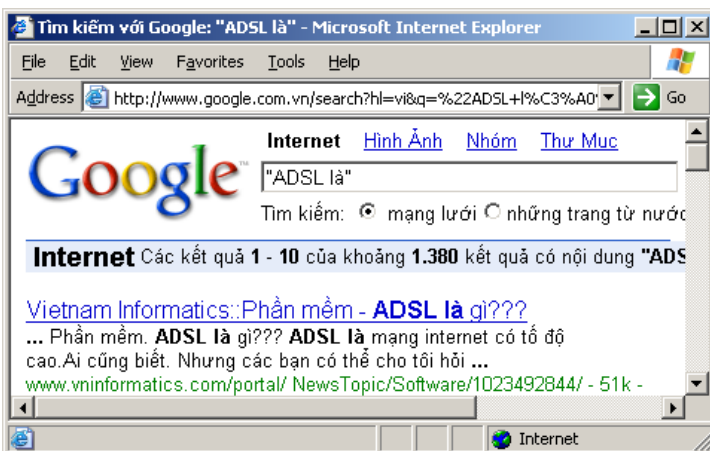 Tìm kiếm với Google: "ADSL là" - Microsoft Internet Explorer
File Edit View Favorites Tools Help
Address http://www.google.com.vn/search?hl=vi&q=%22ADSL+l%C3%A0 Go
Internet Hình Ảnh Nhóm Thư Mục
Google™
"ADSL là"
Tìm kiếm: mạng lưới những trang từ nước
Internet Các kết quả 1 - 10 của khoảng 1.380 kết quả có nội dung "ADS
Vietnam Informatics::Phần mềm - ADSL là gì???
... Phần mềm. ADSL là gì??? ADSL là mạng internet có tố độ
cao.Ai cũng biết. Nhưng các bạn có thể cho tôi hỏi ...
www.vninformatics.com/portal/ NewsTopic/Software/1023492844/ - 51k -
Internet